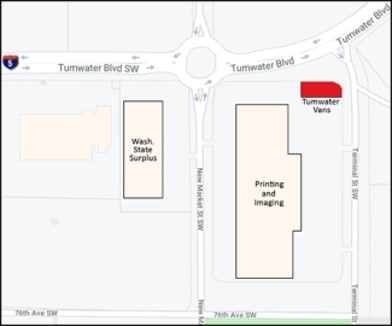 Tumwater Blvd
5
Tumwater Blvd SW
Tumwater Blvd
Tumwater
Vans
Wash.
State
Surplus
Printing
and
Imaging
New Market St SW
Terminal St SW
New Ma
Terminal St
76th Ave SW
76th Ave SW